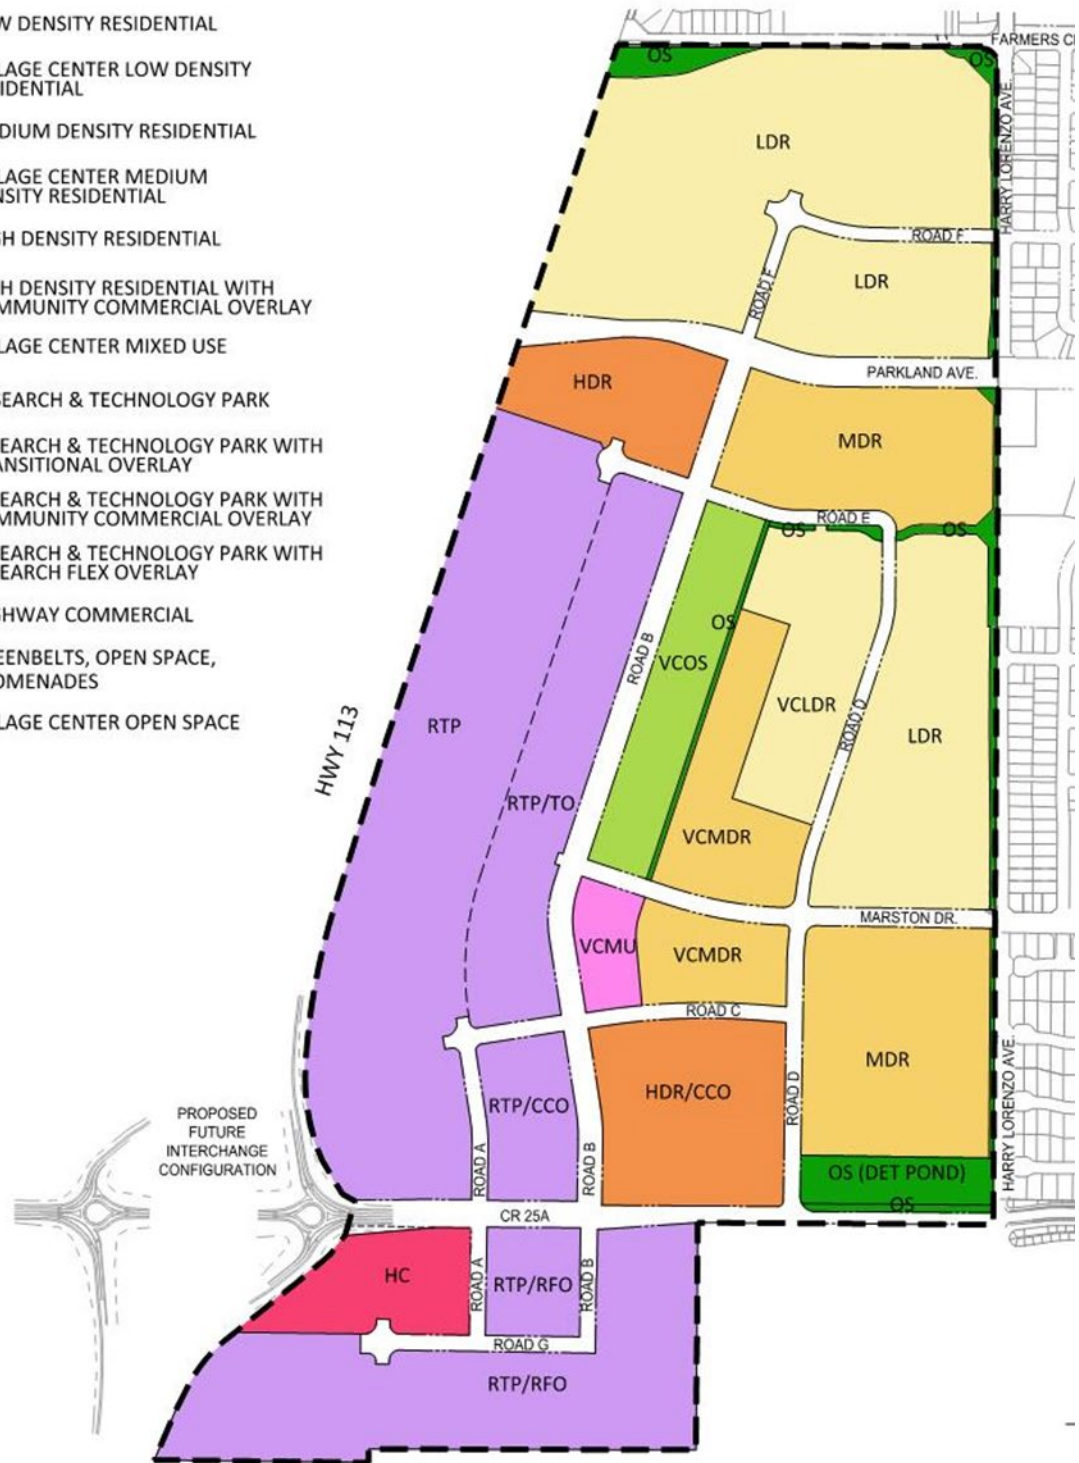 W DENSITY RESIDENTIAL
LAGE CENTER LOW DENSITY
IDENTIAL
DIUM DENSITY RESIDENTIAL
LAGE CENTER MEDIUM
NSITY RESIDENTIAL
GH DENSITY RESIDENTIAL
H DENSITY RESIDENTIAL WITH
MMUNITY COMMERCIAL OVERLAY
LAGE CENTER MIXED USE
SEARCH & TECHNOLOGY PARK
EARCH & TECHNOLOGY PARK WITH
ANSITIONAL OVERLAY
EARCH & TECHNOLOGY PARK WITH
MMUNITY COMMERCIAL OVERLAY
EARCH & TECHNOLOGY PARK WITH
EARCH FLEX OVERLAY
GHWAY COMMERCIAL
EENBELTS, OPEN SPACE,
OMENADES
LAGE CENTER OPEN SPACE
FARMERS C
OS
OS
HARRY LORENZO AVE.
LDR
ROAD F
LDR
ROAD F
PARKLAND AVE.
HDR
MDR
ROAD E
OS
OS
OS
ROAD B
VCOS
VCLDR
ROAD D
LDR
RTP
HWY 113
RTP/TO
VCMDR
MARSTON DR.
VCMU
VCMDR
ROAD C
MDR
HARRY LORENZO AVE.
RTP/CCO
HDR/CCO
ROAD D
PROPOSED
FUTURE
INTERCHANGE
CONFIGURATION
ROAD A
ROAD B
OS (DET POND)
OS
CR 25A
HC
ROAD A
RTP/RFO
ROAD B
ROAD G
RTP/RFO